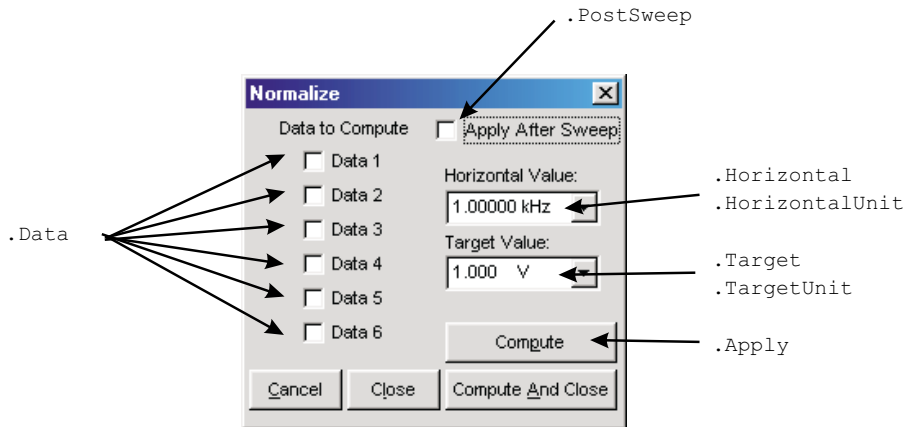 .PostSweep
Normalize
Data to Compute
Apply After Sweep
Data 1
Data 2
Data 3
Data 4
Data 5
Data 6
Horizontal Value:
1.00000 kHz
Target Value:
1.000 V
Compute
Cancel
Close
Compute And Close
.Data
.Horizontal
.HorizontalUnit
.Target
.TargetUnit
.Apply